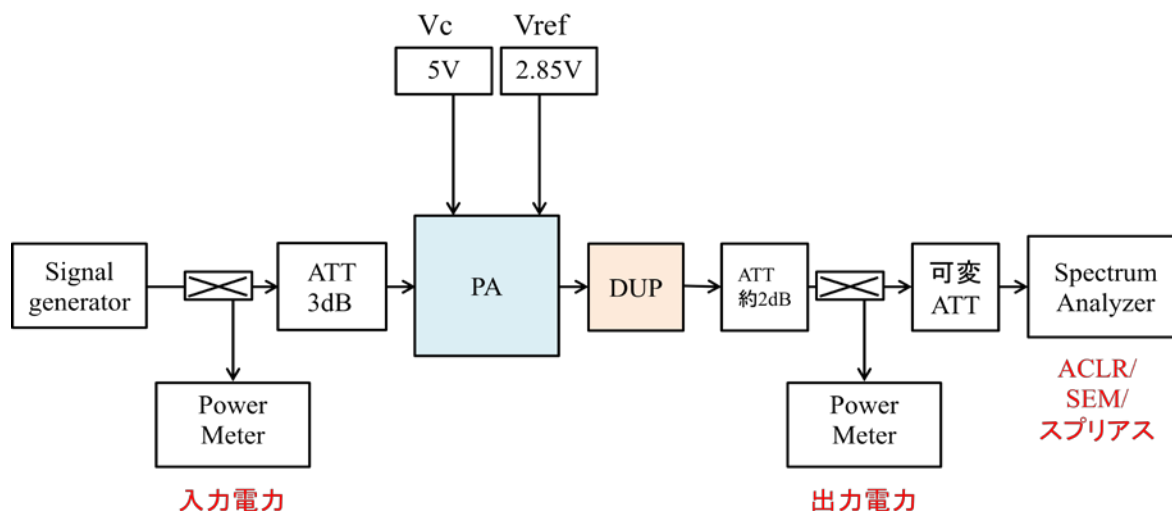 Vc
Vref
5V
2.85V
Signal
generator
ATT
3dB
PA
DUP
ATT
約2dB
可変
ATT
Spectrum
Analyzer
Power
Meter
Power
Meter
ACLR/
SEM/
スプリアス
入力電力
出力電力